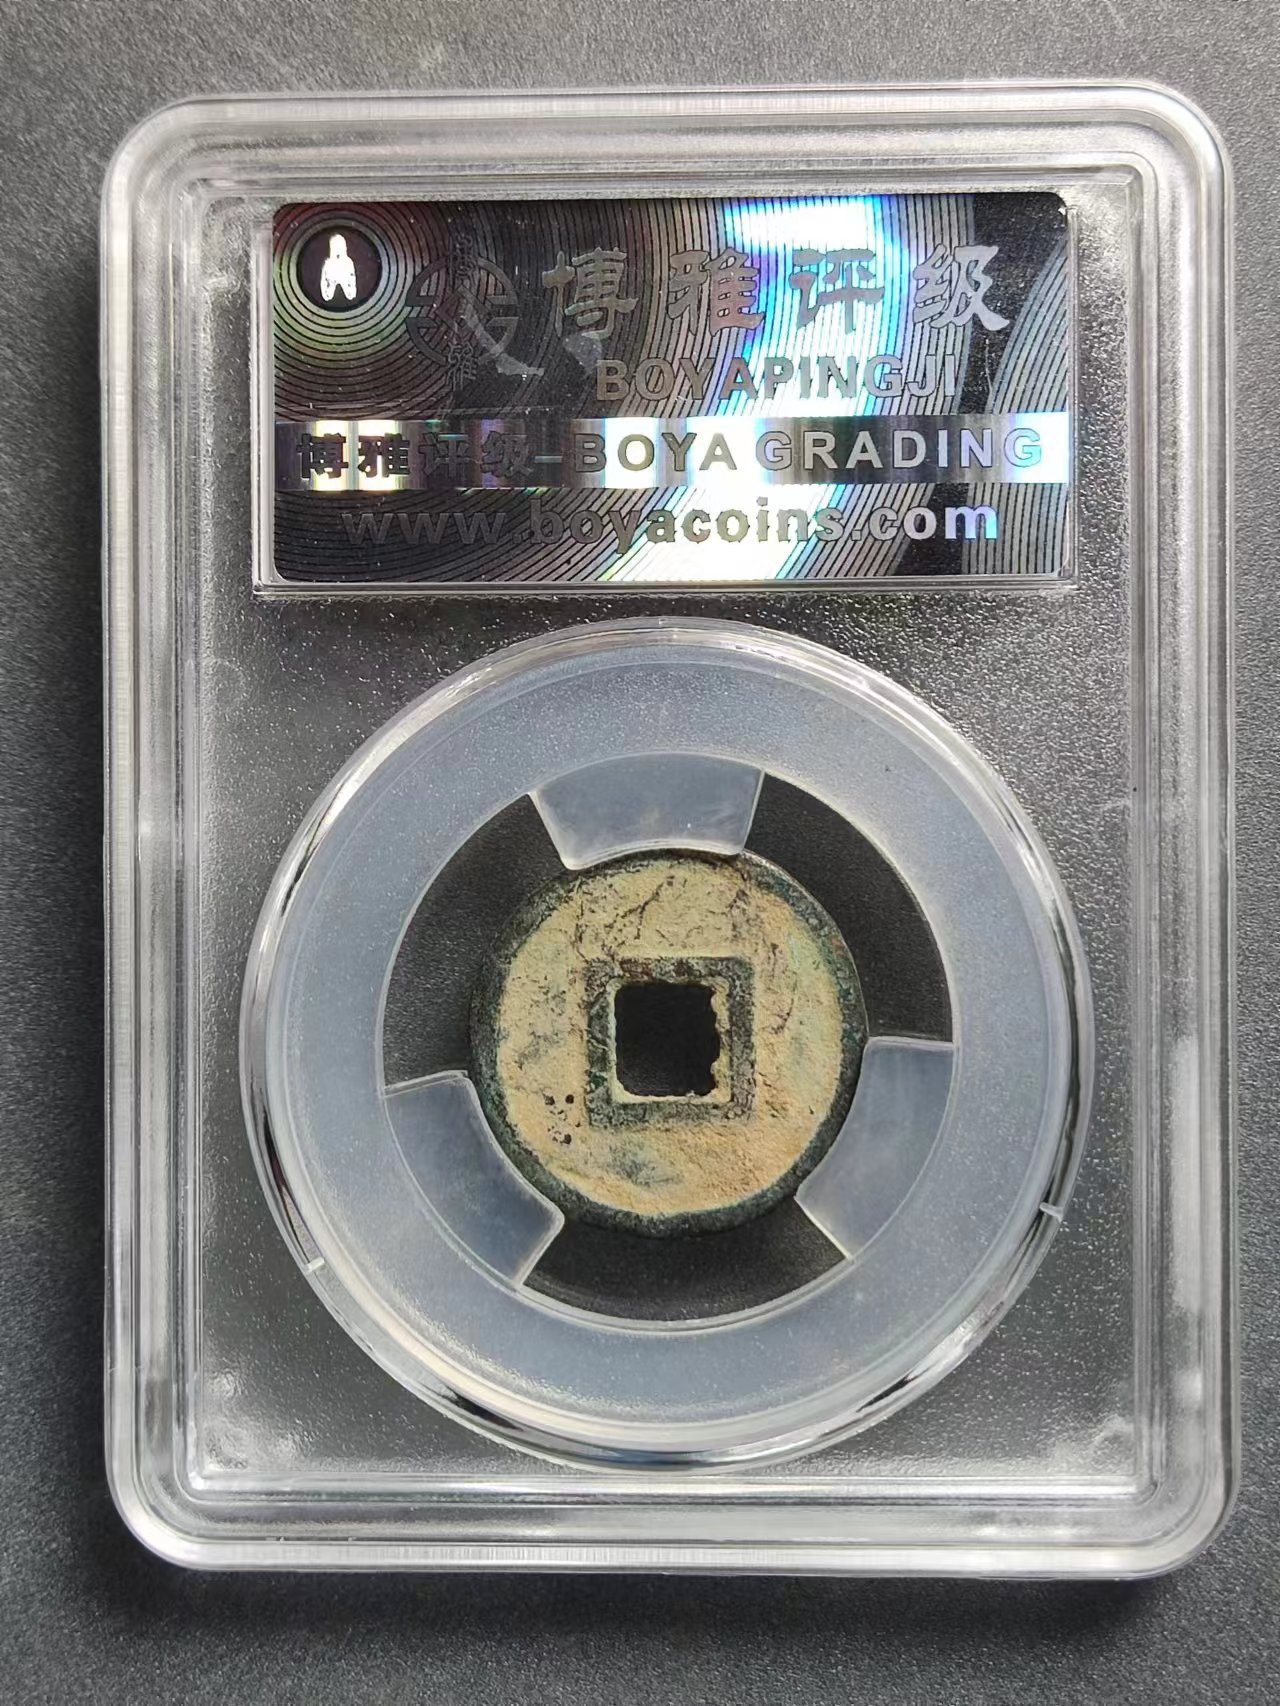 博雅评级
BOYAPINGJI
博雅评级-BOYA GRADING
www.boyacoins.com